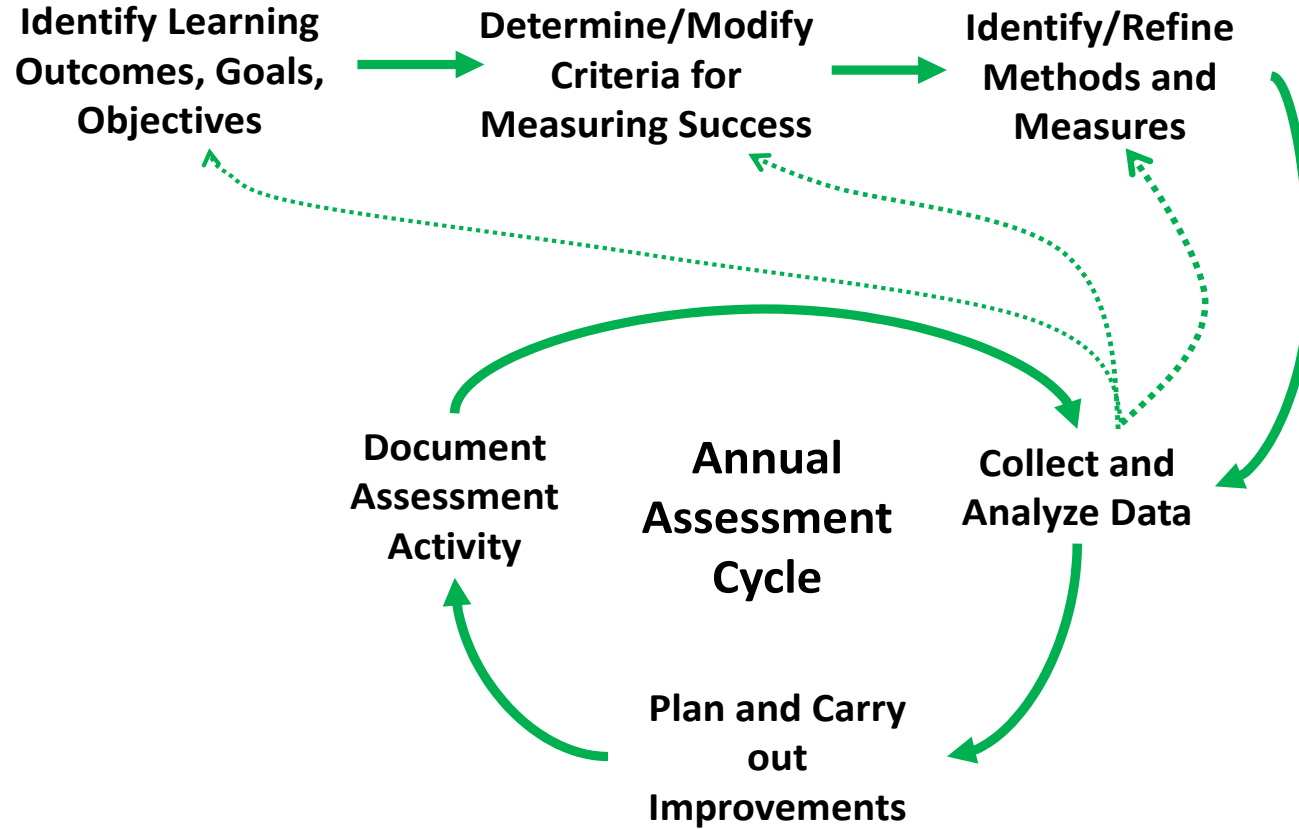 Identify Learning
Outcomes, Goals,
Objectives
Determine/Modify
Criteria for
Measuring Success
Identify/Refine
Methods and
Measures
Document
Assessment
Activity
Annual
Assessment
Cycle
Collect and
Analyze Data
Plan and Carry
out
Improvements